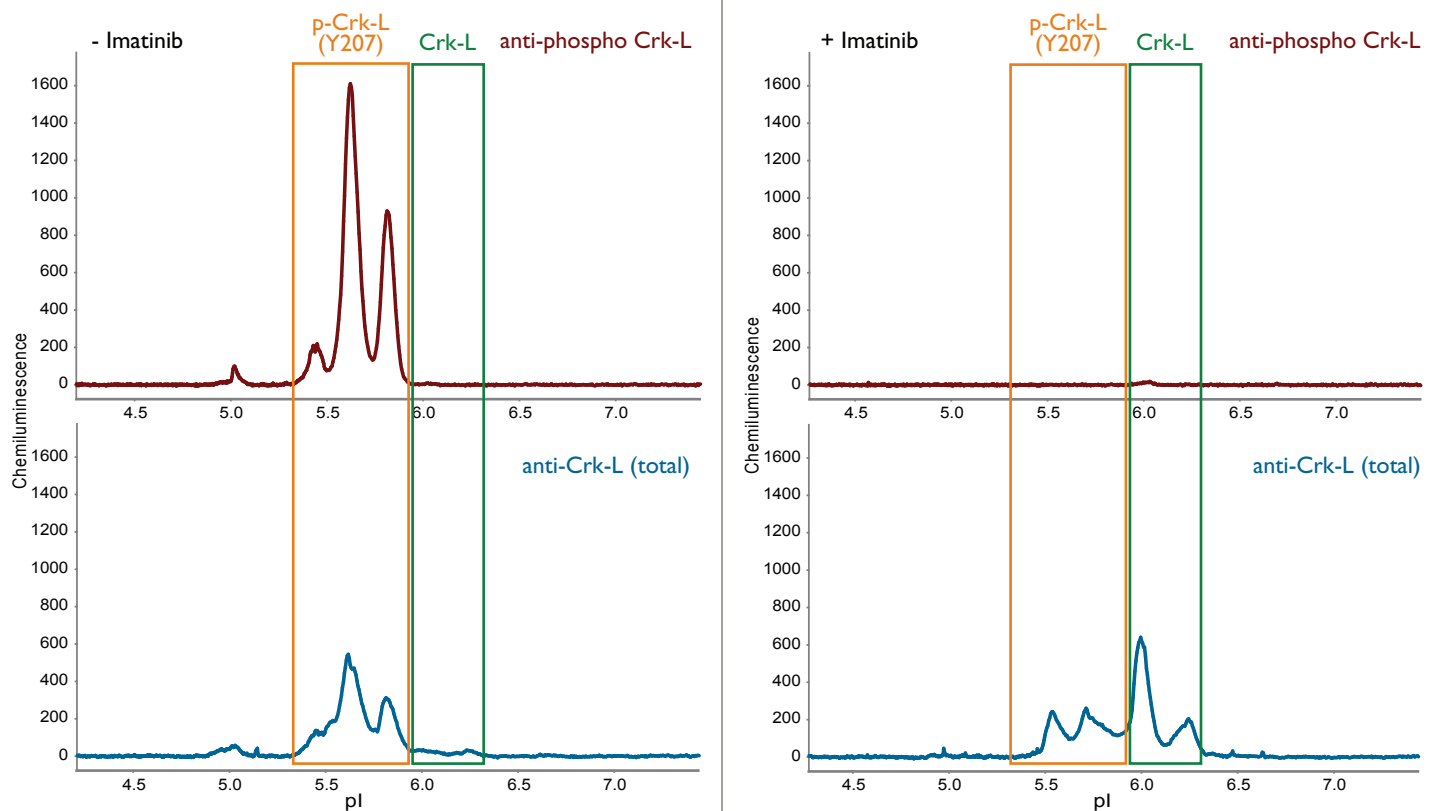 - Imatinib
p-Crk-L
(Y207)
Crk-L
anti-phospho Crk-L
1600
1400
1200
1000
800
600
400
200
0
4.5 5.0 5.5 6.0 6.5 7.0
Chemiluminescence
anti-Crk-L (total)
1600
1400
1200
1000
800
600
400
200
0
4.5 5.0 5.5 6.0 6.5 7.0
pI
+ Imatinib
p-Crk-L
(Y207)
Crk-L
anti-phospho Crk-L
1600
1400
1200
1000
800
600
400
200
0
4.5 5.0 5.5 6.0 6.5 7.0
Chemiluminescence
anti-Crk-L (total)
1600
1400
1200
1000
800
600
400
200
0
4.5 5.0 5.5 6.0 6.5 7.0
pI